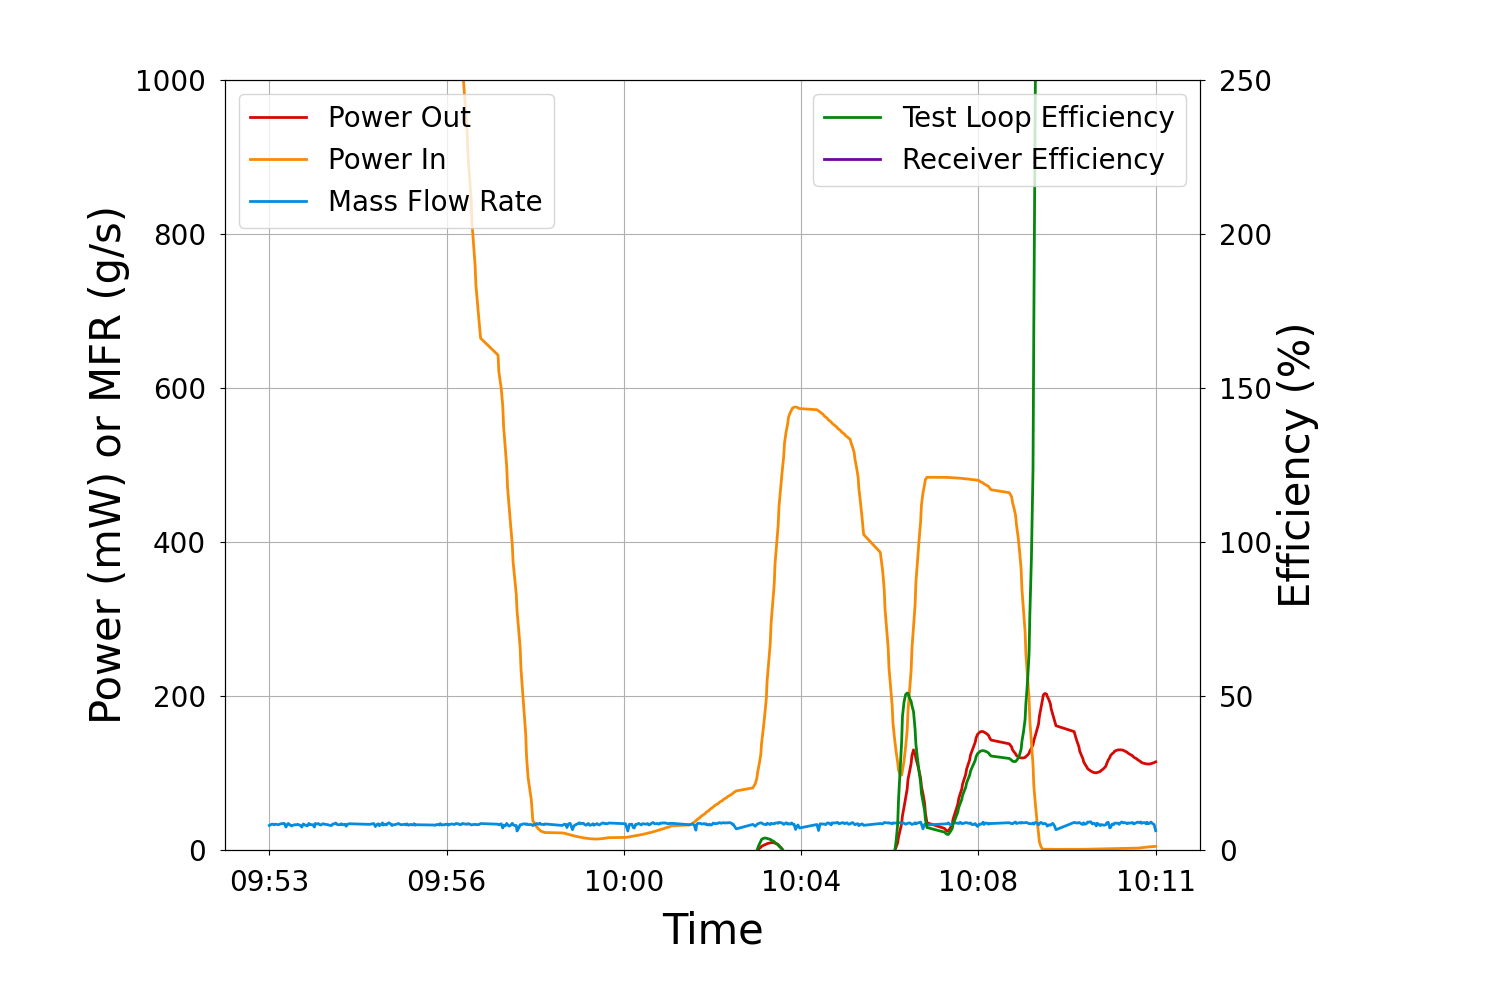 Power Out
Power In
Mass Flow Rate
Test Loop Efficiency
Receiver Efficiency
1000
800
600
400
200
0
Power (mW) or MFR (g/s)
250
200
150
100
50
0
Efficiency (%)
09:53
09:56
10:00
10:04
10:08
10:11
Time